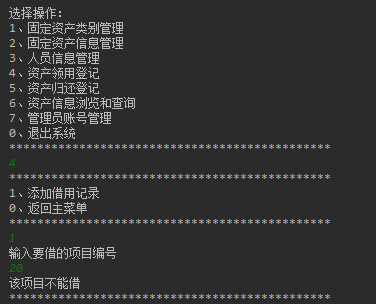 选择操作:
1、固定资产类别管理
2、固定资产信息管理
3、人员信息管理
4、资产领用登记
5、资产归还登记
6、资产信息浏览和查询
7、管理员账号管理
0、退出系统
**********************************************
4
**********************************************
1、添加借用记录
0、返回主菜单
**********************************************
1
输入要借的项目编号
20
该项目不能借
**********************************************